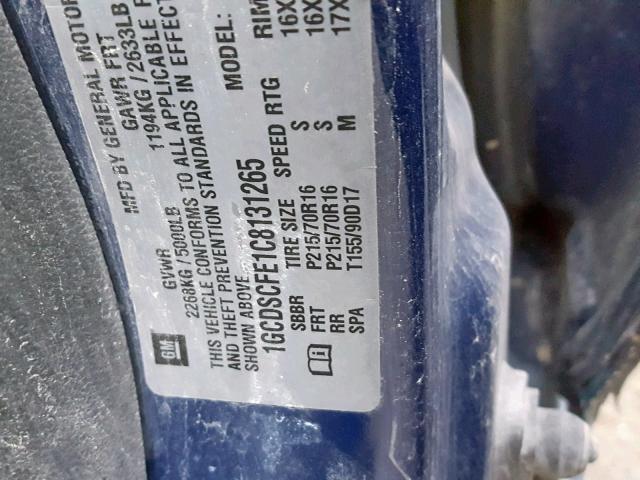 MFD BY GENERAL MOTOR
GM
GVWR GAWR FRT
2268KG / 5000LB 1194KG / 2633LB
THIS VEHICLE CONFORMS TO ALL APPLICABLE F
AND THEFT PREVENTION STANDARDS IN EFFECT
SHOWN ABOVE.
1GCDSCFE1C8131265 MODEL:
TIRE SIZE SPEED RTG RIM
SBBR
FRT P215/70R16 S 16X
RR P215/70R16 S 16X
SPA T155/90D17 M 17X